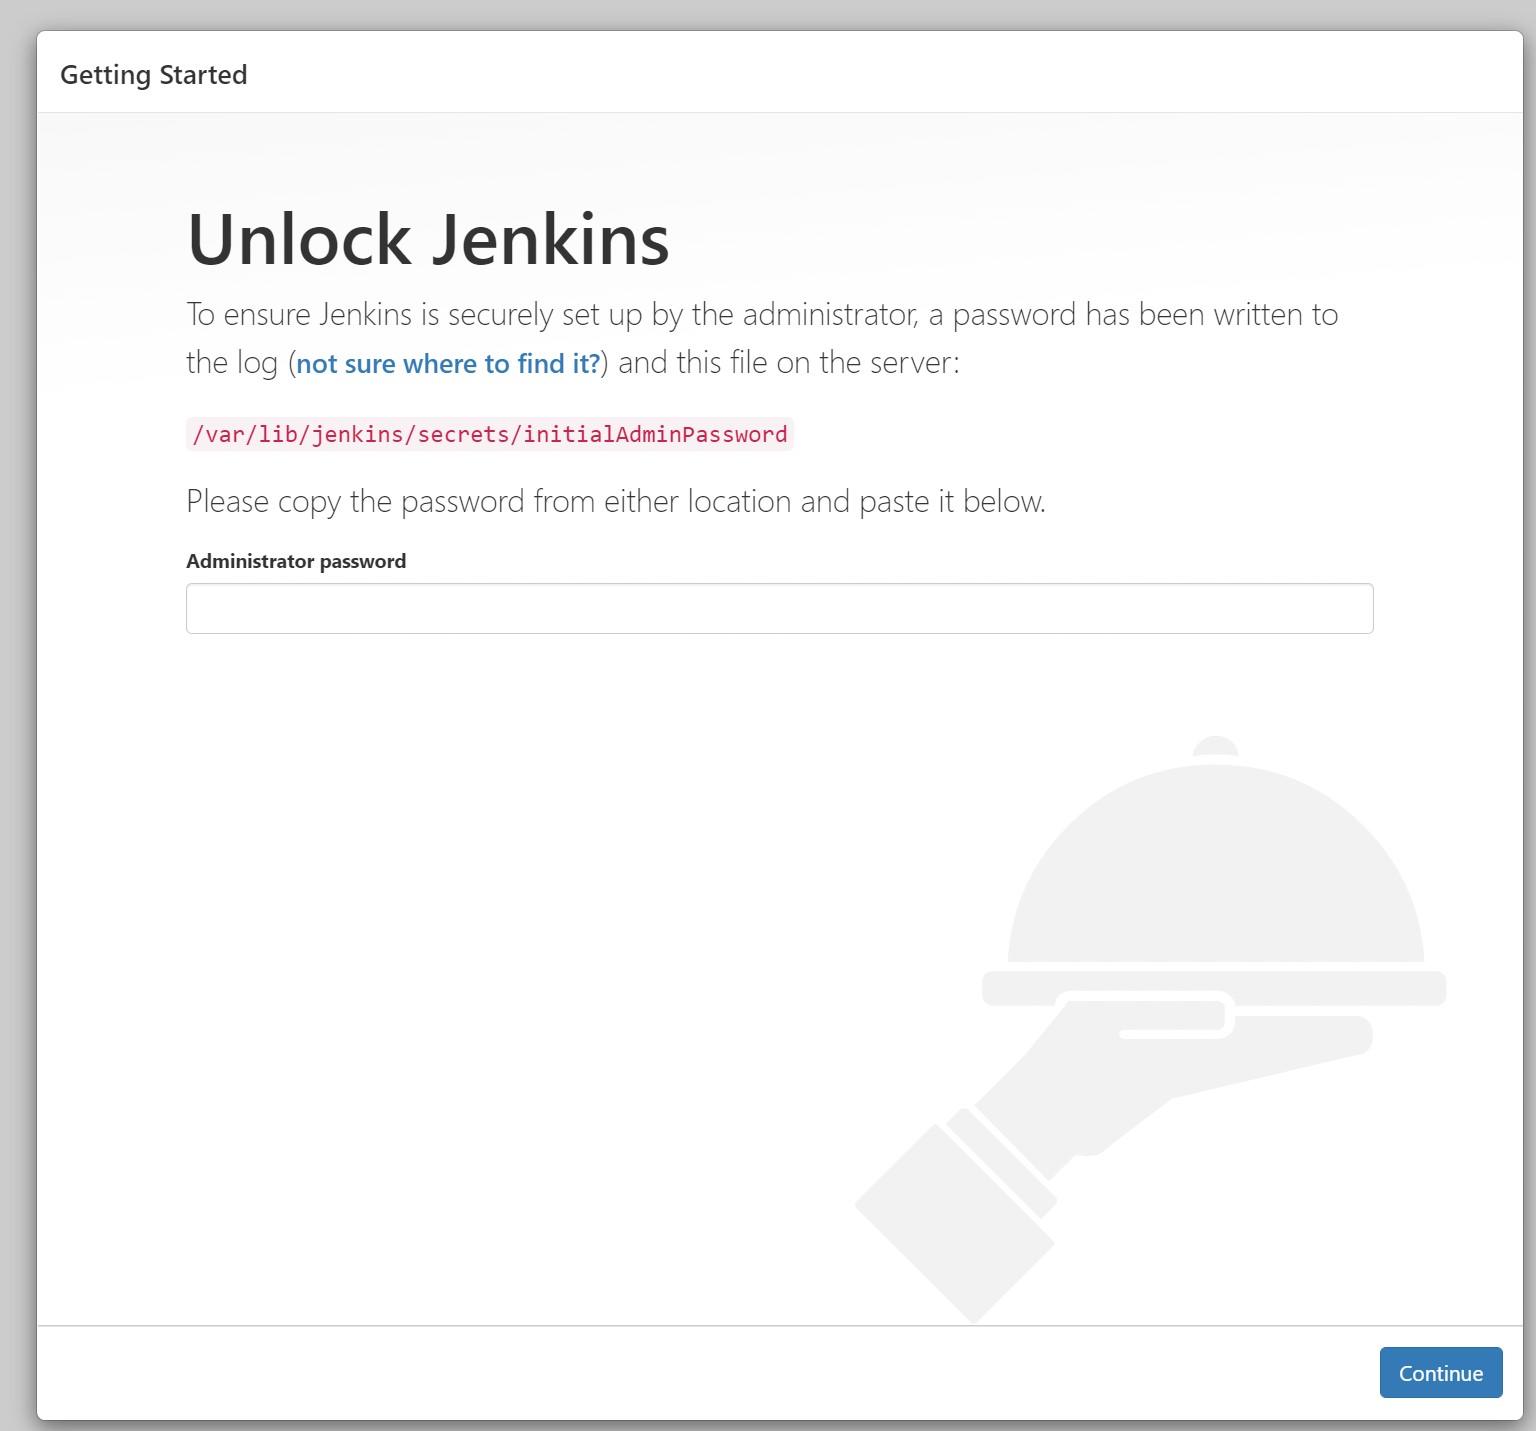 Getting Started
Unlock Jenkins
To ensure Jenkins is securely set up by the administrator, a password has been written to
the log (not sure where to find it?) and this file on the server:
/var/lib/jenkins/secrets/initialAdminPassword
Please copy the password from either location and paste it below.
Administrator password
Continue